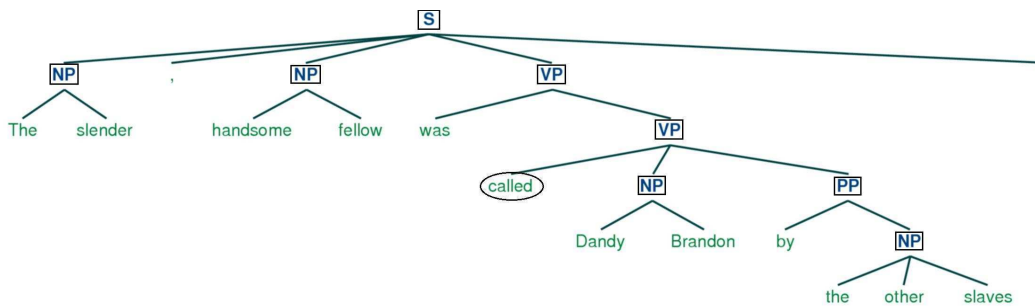 S
NP , NP VP
The slender handsome fellow was VP
called NP PP
Dandy Brandon by NP
the other slaves